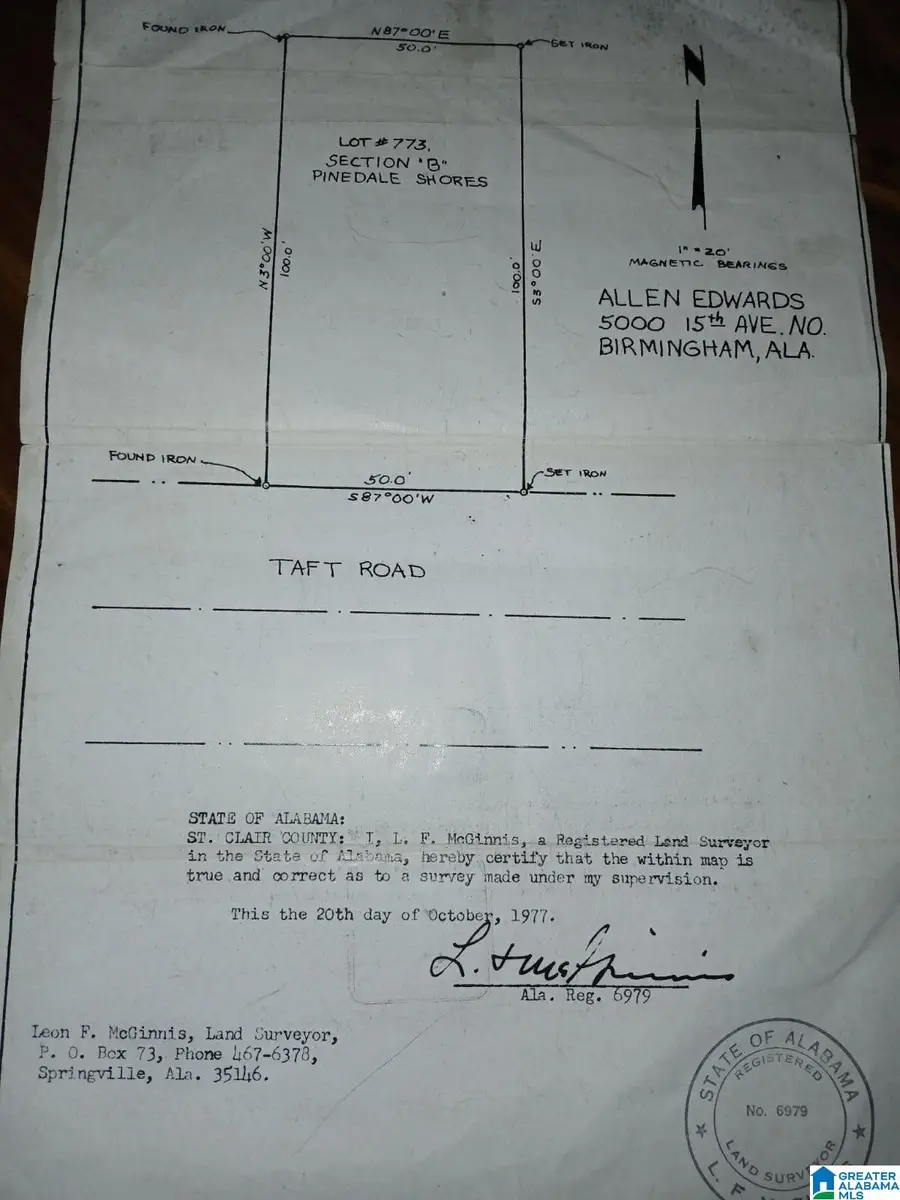 FOUND IRON
N87°00'E
50.0'
SET IRON
N
LOT # 773,
SECTION "B"
PINEDALE SHORES
N3°00'W
100.0'
100.0'
S3°00'E
1" = 20'
MAGNETIC BEARINGS
ALLEN EDWARDS
5000 15th AVE. NO.
BIRMINGHAM, ALA.
FOUND IRON
50.0'
S87°00'W
SET IRON
TAFT ROAD
STATE OF ALABAMA:
ST. CLAIR COUNTY: I, L. F. McGinnis, a Registered Land Surveyor
in the State of Alabama, hereby certify that the within map is
true and correct as to a survey made under my supervision.
This the 20th day of October, 1977.
L. F. McGinnis
Ala. Reg. 6979
Leon F. McGinnis, Land Surveyor,
P. O. Box 73, Phone 467-6378,
Springville, Ala. 35146.
STATE OF ALABAMA
REGISTERED
No. 6979
LAND SURVEYOR
L. F.
GREATER
ALABAMA
MLS